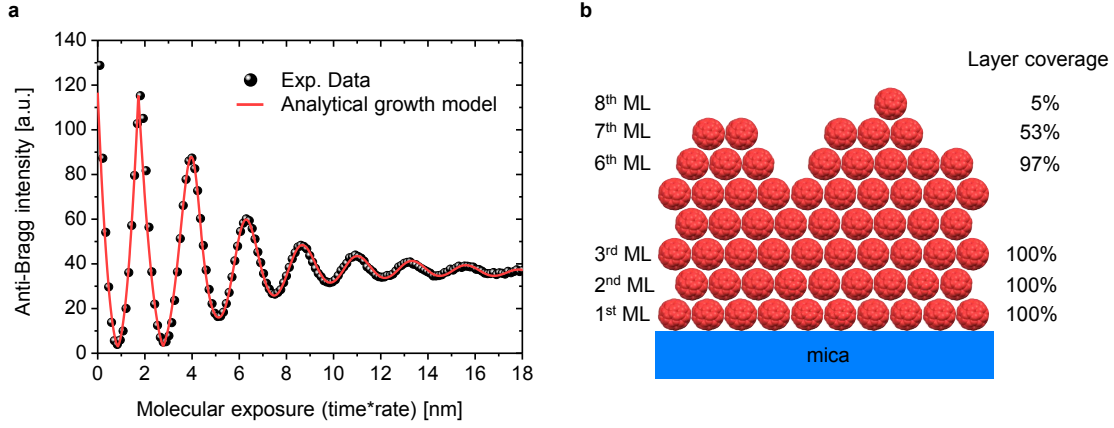 a
140
120
100
80
60
40
20
0
Anti-Bragg intensity [a.u.]
Exp. Data
Analytical growth model
0 2 4 6 8 10 12 14 16 18
Molecular exposure (time*rate) [nm]
b
Layer coverage
8th ML 5%
7th ML 53%
6th ML 97%
3rd ML 100%
2nd ML 100%
1st ML 100%
mica